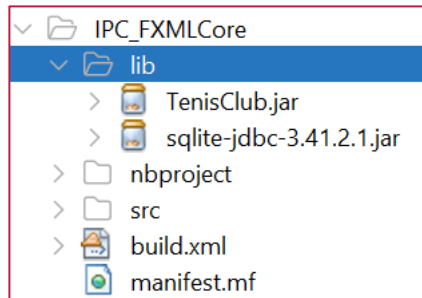 IPC_FXMLCore
lib
TenisClub.jar
sqlite-jdbc-3.41.2.1.jar
nbproject
src
build.xml
manifest.mf